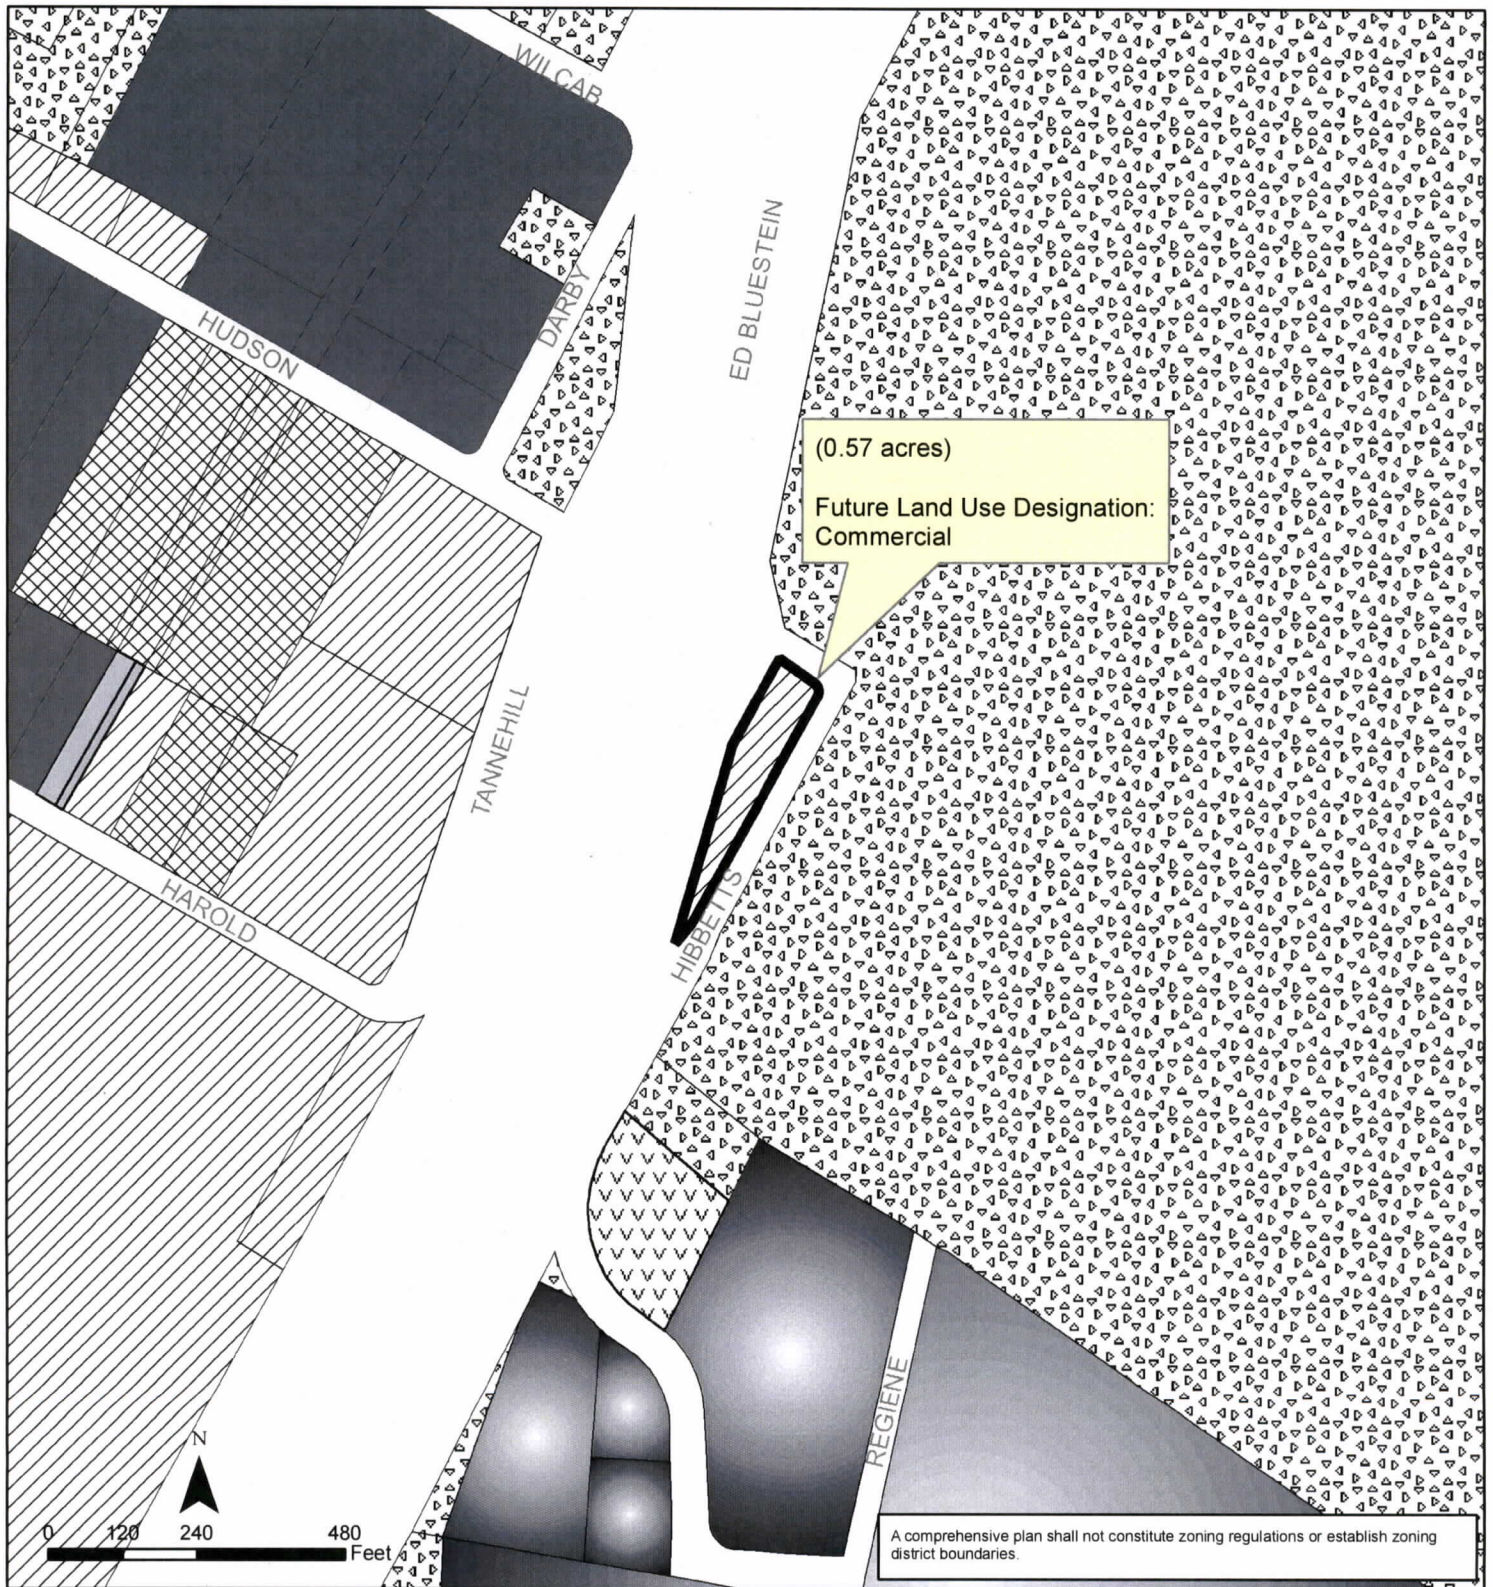 WILCAB
ED BLUESTEIN
DARBY
HUDSON
(0.57 acres)
Future Land Use Designation:
Commercial
TANNEHILL
HIBBETTS
HAROLD
REGIENE
N
0 120 240 480
Feet
A comprehensive plan shall not constitute zoning regulations or establish zoning
district boundaries.